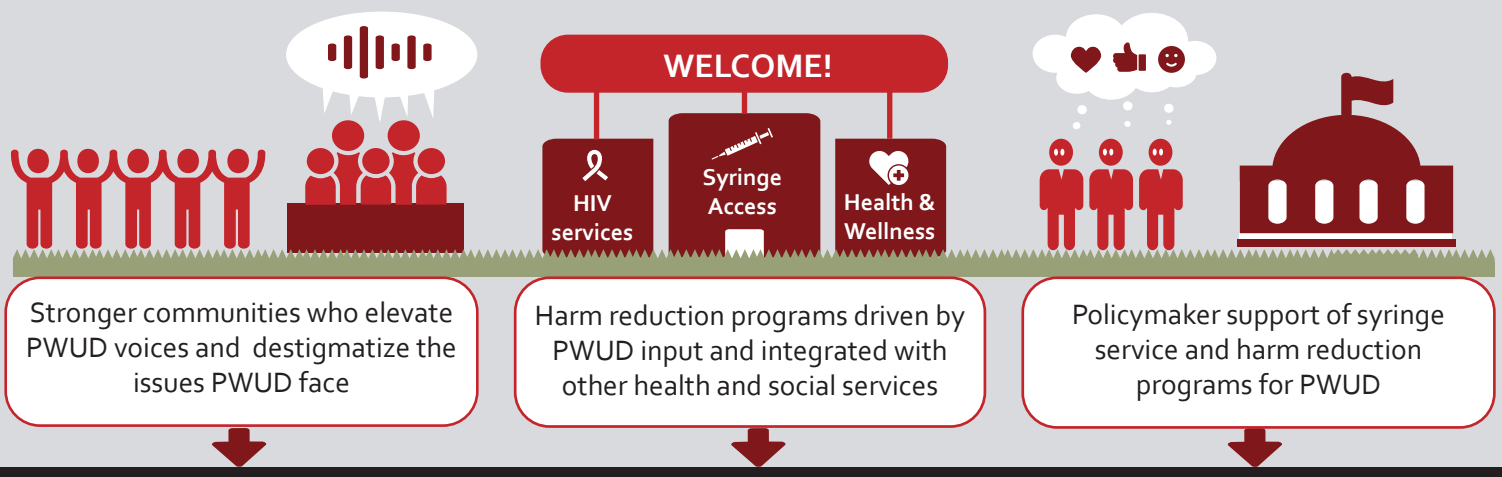 WELCOME!
HIV
services
Syringe
Access
Health &
Wellness
Stronger communities who elevate
PWUD voices and destigmatize the
issues PWUD face
Harm reduction programs driven by
PWUD input and integrated with
other health and social services
Policymaker support of syringe
service and harm reduction
programs for PWUD